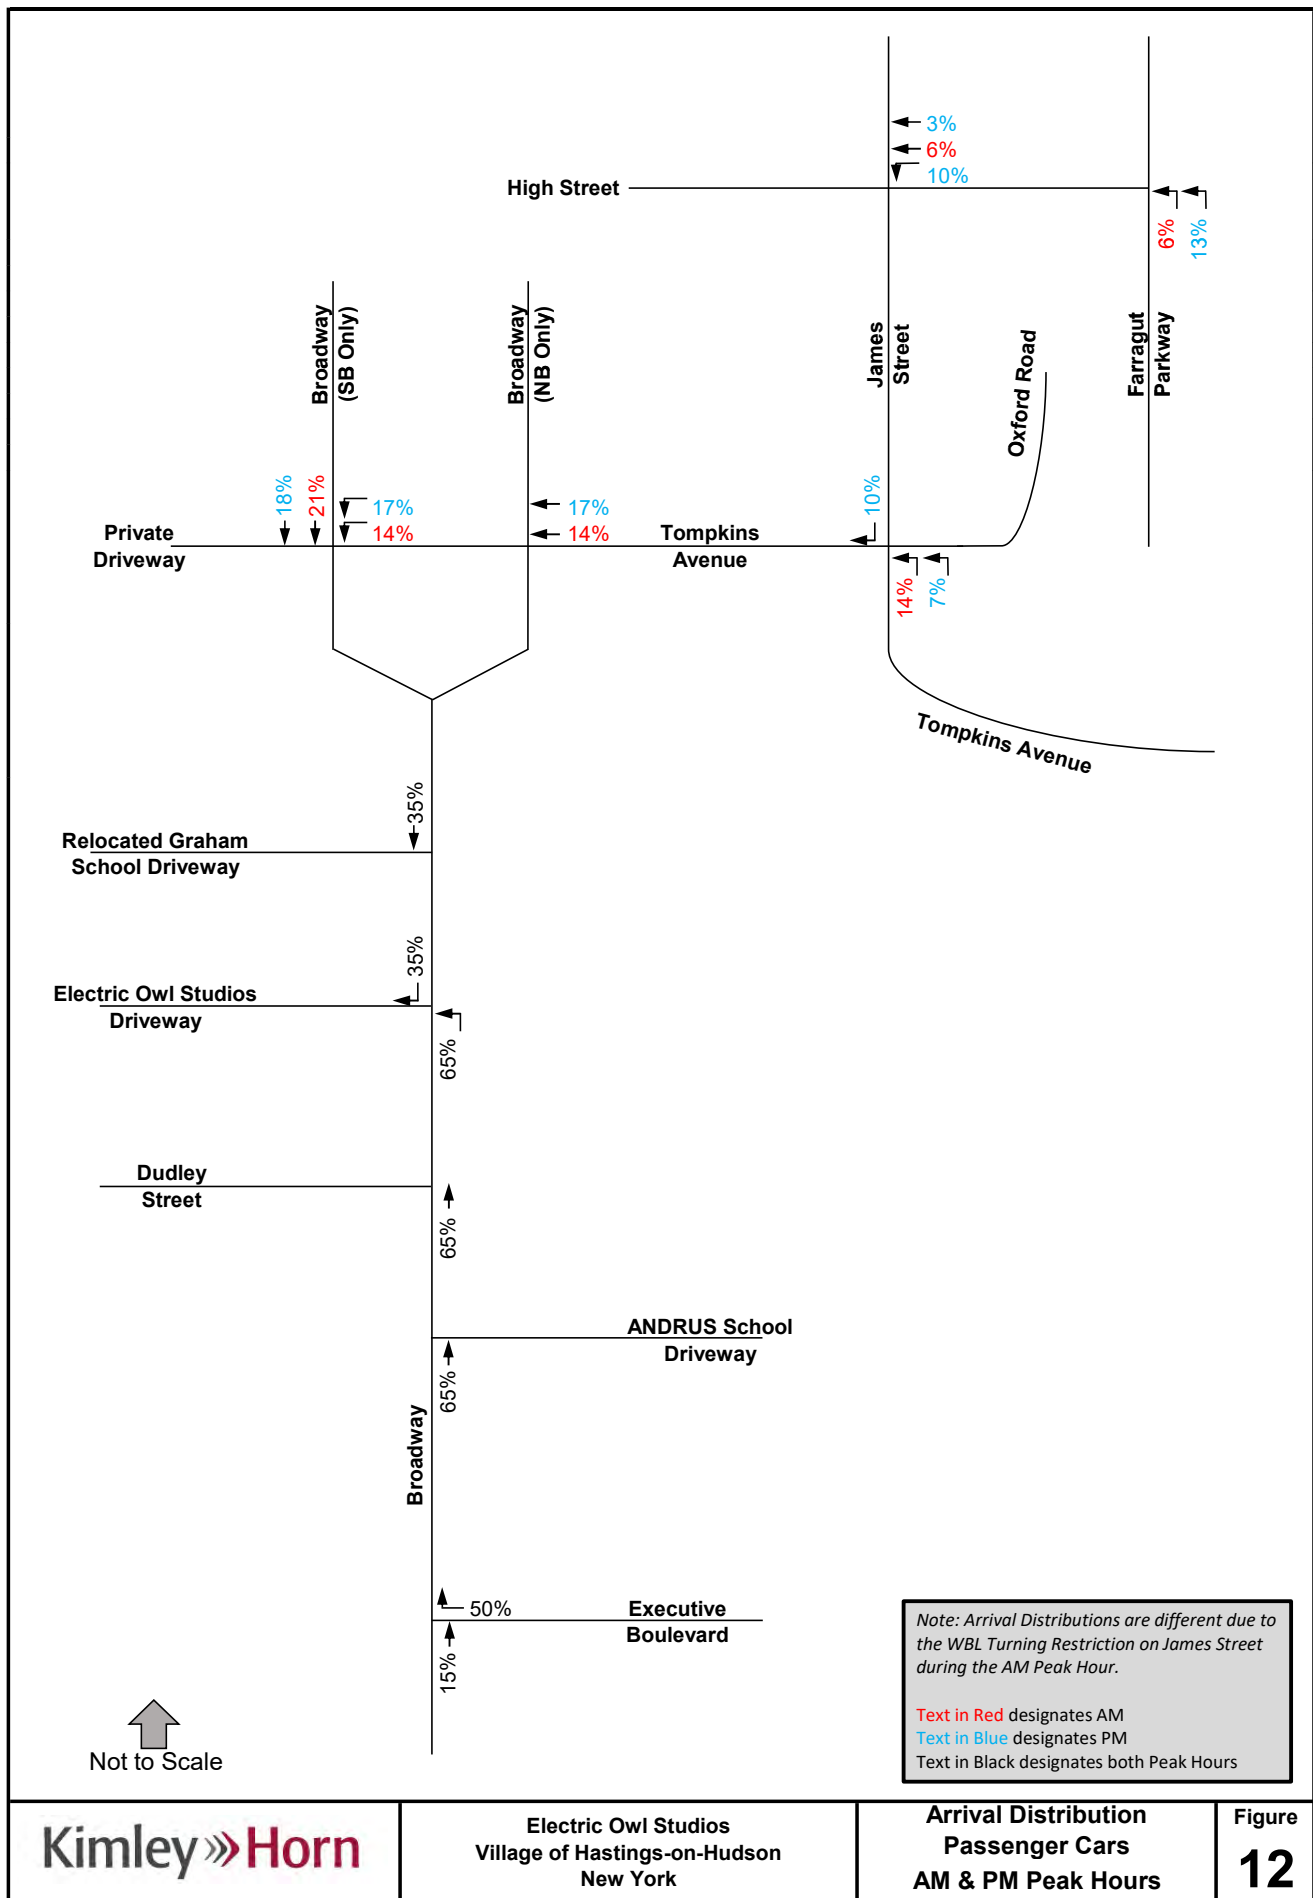 3%
6%
10%
High Street
6%
13%
Broadway
(SB Only)
Broadway
(NB Only)
James
Street
Oxford Road
Farragut
Parkway
18%
21%
17%
14%
17%
14%
10%
Private
Driveway
Tompkins
Avenue
14%
7%
Tompkins Avenue
35%
Relocated Graham
School Driveway
35%
Electric Owl Studios
Driveway
65%
Dudley
Street
65%
ANDRUS School
Driveway
65%
Broadway
50%
Executive
Boulevard
15%
Note: Arrival Distributions are different due to
the WBL Turning Restriction on James Street
during the AM Peak Hour.
Text in Red designates AM
Text in Blue designates PM
Text in Black designates both Peak Hours
Not to Scale
Kimley»Horn
Electric Owl Studios
Village of Hastings-on-Hudson
New York
Arrival Distribution
Passenger Cars
AM & PM Peak Hours
Figure
12